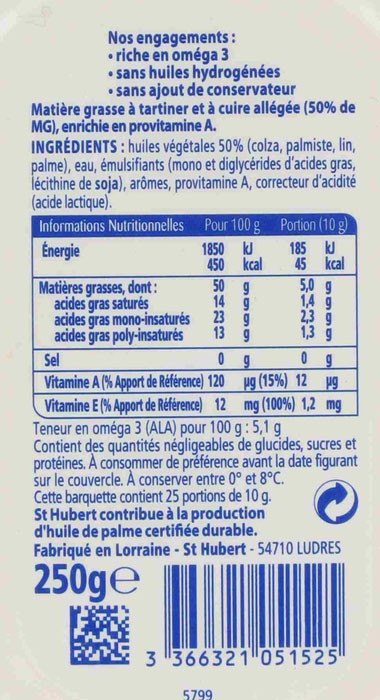 Nos engagements :
• riche en oméga 3
• sans huiles hydrogénées
• sans ajout de conservateur
Matière grasse à tartiner et à cuire allégée (50% de
MG), enrichie en provitamine A.
INGRÉDIENTS : huiles végétales 50% (colza, palmiste, lin,
palme), eau, émulsifiants (mono et diglycérides d'acides gras,
lécithine de soja), arômes, provitamine A, correcteur d'acidité
(acide lactique).
Informations Nutritionnelles Pour 100 g Portion (10 g)
Énergie 1850 kJ 185 kJ
450 kcal 45 kcal
Matières grasses, dont : 50 g 5,0 g
acides gras saturés 14 g 1,4 g
acides gras mono-insaturés 23 g 2,3 g
acides gras poly-insaturés 13 g 1,3 g
Sel 0 g 0 g
Vitamine A (% Apport de Référence) 120 µg (15%) 12 µg
Vitamine E (% Apport de Référence) 12 mg (100%) 1,2 mg
Teneur en oméga 3 (ALA) pour 100 g : 5,1 g
Contient des quantités négligeables de glucides, sucres et
protéines. À consommer de préférence avant la date figurant
sur le couvercle. À conserver entre 0° et 8°C.
Cette barquette contient 25 portions de 10 g.
St Hubert contribue à la production
d'huile de palme certifiée durable.
Fabriqué en Lorraine - St Hubert - 54710 LUDRES
250g e
3 366321 051525
5799